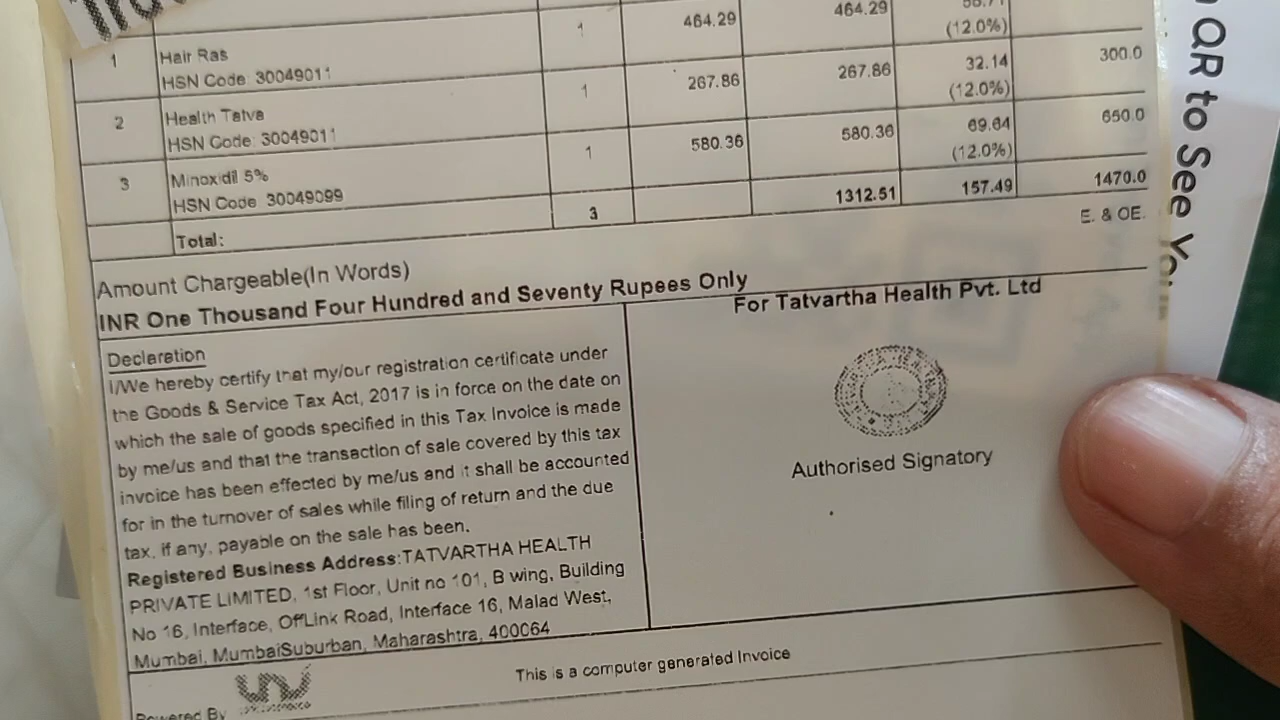 1 Hair Ras 1 464.29 464.29 55.71
HSN Code: 30049011 (12.0%)
2 Health Tatva 1 267.86 267.86 32.14 300.0
HSN Code: 30049011 (12.0%)
3 Minoxidil 5% 1 580.36 580.36 69.64 650.0
HSN Code 30049099 (12.0%)
Total: 3 1312.51 157.49 1470.0
E. & OE.
Amount Chargeable(In Words)
INR One Thousand Four Hundred and Seventy Rupees Only
For Tatvartha Health Pvt. Ltd
Declaration
I/We hereby certify that my/our registration certificate under
the Goods & Service Tax Act, 2017 is in force on the date on
which the sale of goods specified in this Tax Invoice is made
by me/us and that the transaction of sale covered by this tax
invoice has been effected by me/us and it shall be accounted
for in the turnover of sales while filing of return and the due
tax, if any, payable on the sale has been.
Registered Business Address:TATVARTHA HEALTH
PRIVATE LIMITED, 1st Floor, Unit no 101, B wing, Building
No 16, Interface, OffLink Road, Interface 16, Malad West,
Mumbai, MumbaiSuburban, Maharashtra, 400064
Authorised Signatory
This is a computer generated Invoice
Powered By
QR to See